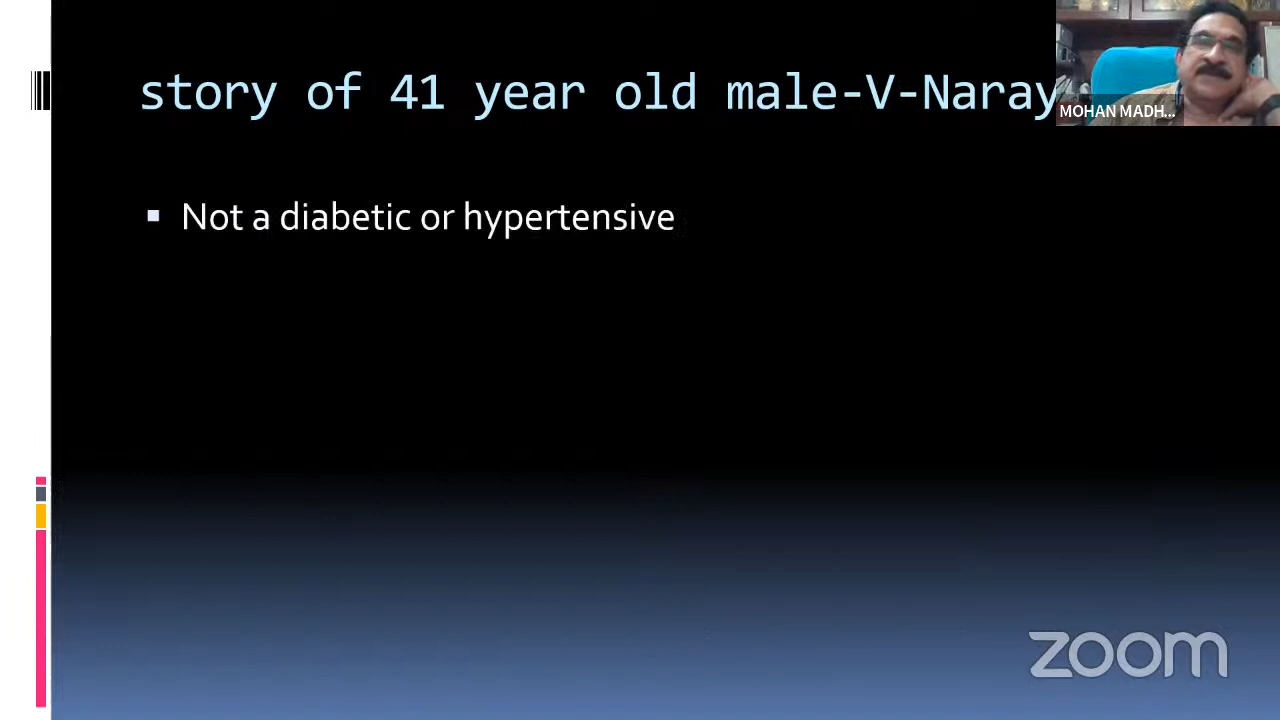 story of 41 year old male-V-Naray
MOHAN MADH...
Not a diabetic or hypertensive
zoom